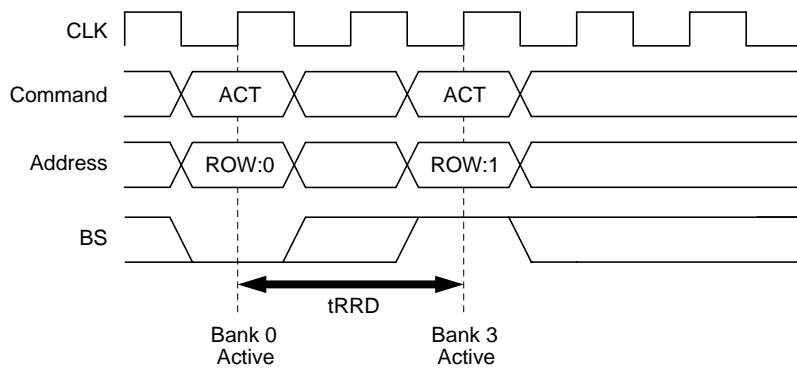 CLK
Command ACT ACT
Address ROW:0 ROW:1
BS
tRRD
Bank 0 Bank 3
Active Active